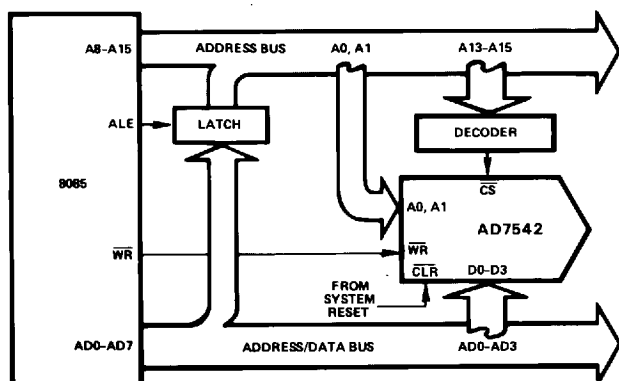 A8–A15
ADDRESS BUS
A0, A1
A13–A15
ALE
LATCH
DECODER
8085
CS
A0, A1
AD7542
WR
WR
CLR
D0–D3
FROM
SYSTEM
RESET
AD0–AD7
ADDRESS/DATA BUS
AD0–AD3